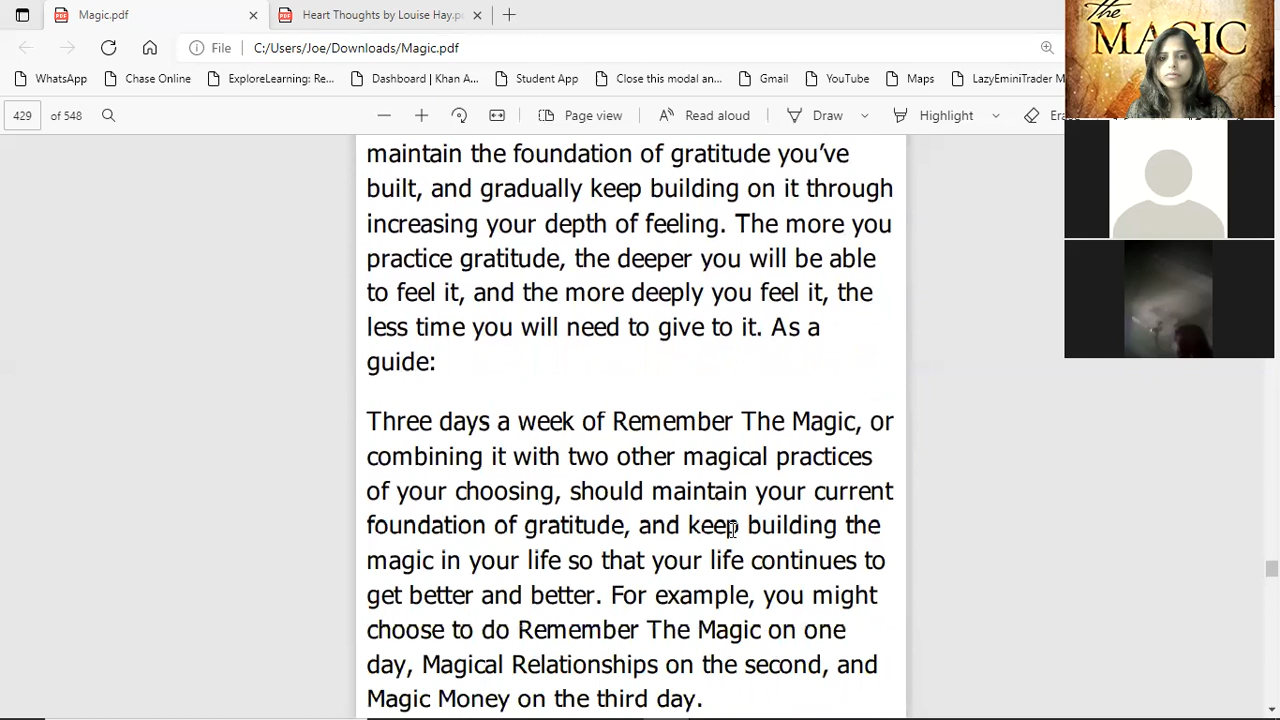 Magic.pdf
Heart Thoughts by Louise Hay.p
File
C:/Users/Joe/Downloads/Magic.pdf
WhatsApp
Chase Online
ExploreLearning: Re...
Dashboard | Khan A...
Student App
Close this modal an...
Gmail
YouTube
Maps
LazyEminiTrader M
429 of 548
Page view
Read aloud
Draw
Highlight
The
MAGIC
maintain the foundation of gratitude you've
built, and gradually keep building on it through
increasing your depth of feeling. The more you
practice gratitude, the deeper you will be able
to feel it, and the more deeply you feel it, the
less time you will need to give to it. As a
guide:
Three days a week of Remember The Magic, or
combining it with two other magical practices
of your choosing, should maintain your current
foundation of gratitude, and keep building the
magic in your life so that your life continues to
get better and better. For example, you might
choose to do Remember The Magic on one
day, Magical Relationships on the second, and
Magic Money on the third day.